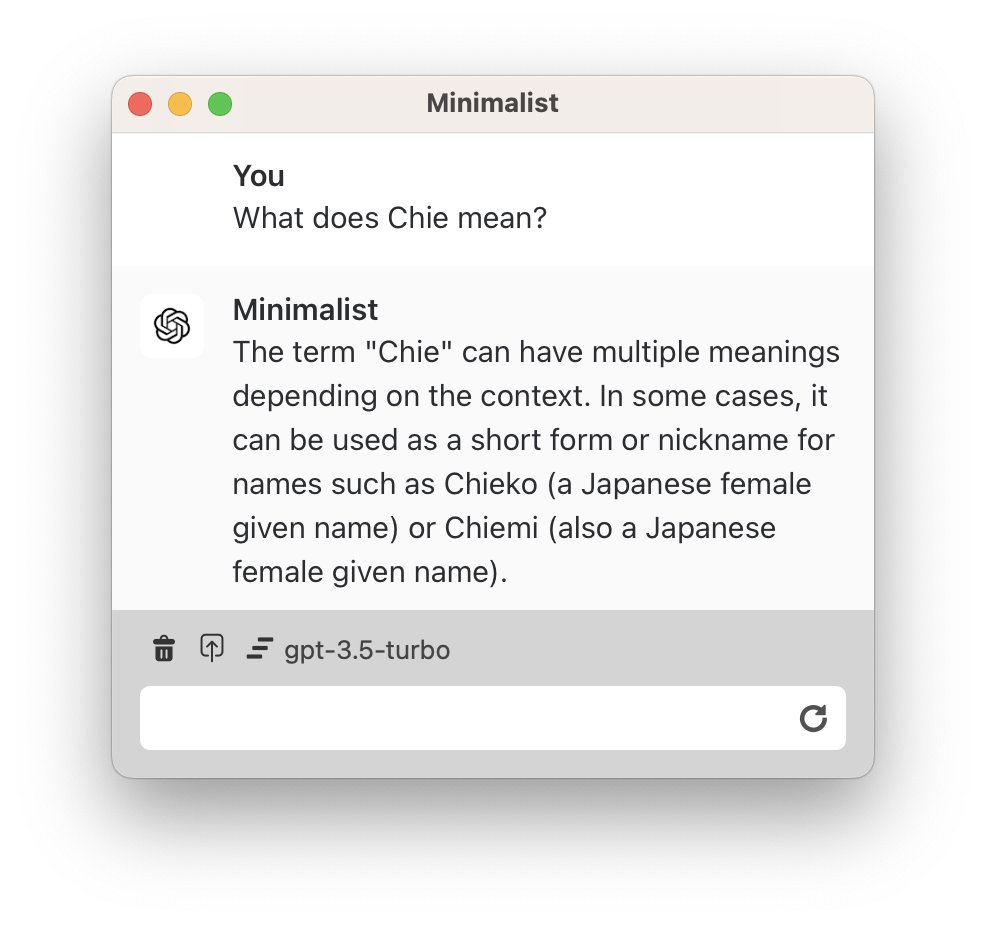 Minimalist
You
What does Chie mean?
Minimalist
The term "Chie" can have multiple meanings
depending on the context. In some cases, it
can be used as a short form or nickname for
names such as Chieko (a Japanese female
given name) or Chiemi (also a Japanese
female given name).
gpt-3.5-turbo